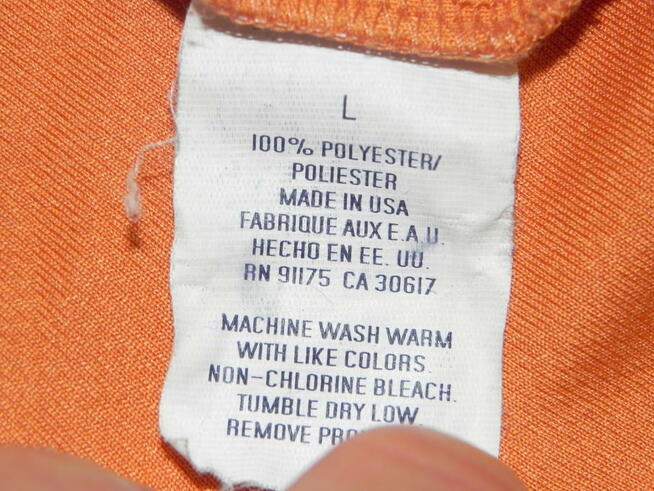 L
100% POLYESTER/
POLIESTER
MADE IN USA
FABRIQUE AUX E.A.U.
HECHO EN EE. UU.
RN 91175 CA 30617
MACHINE WASH WARM
WITH LIKE COLORS.
NON-CHLORINE BLEACH.
TUMBLE DRY LOW
REMOVE